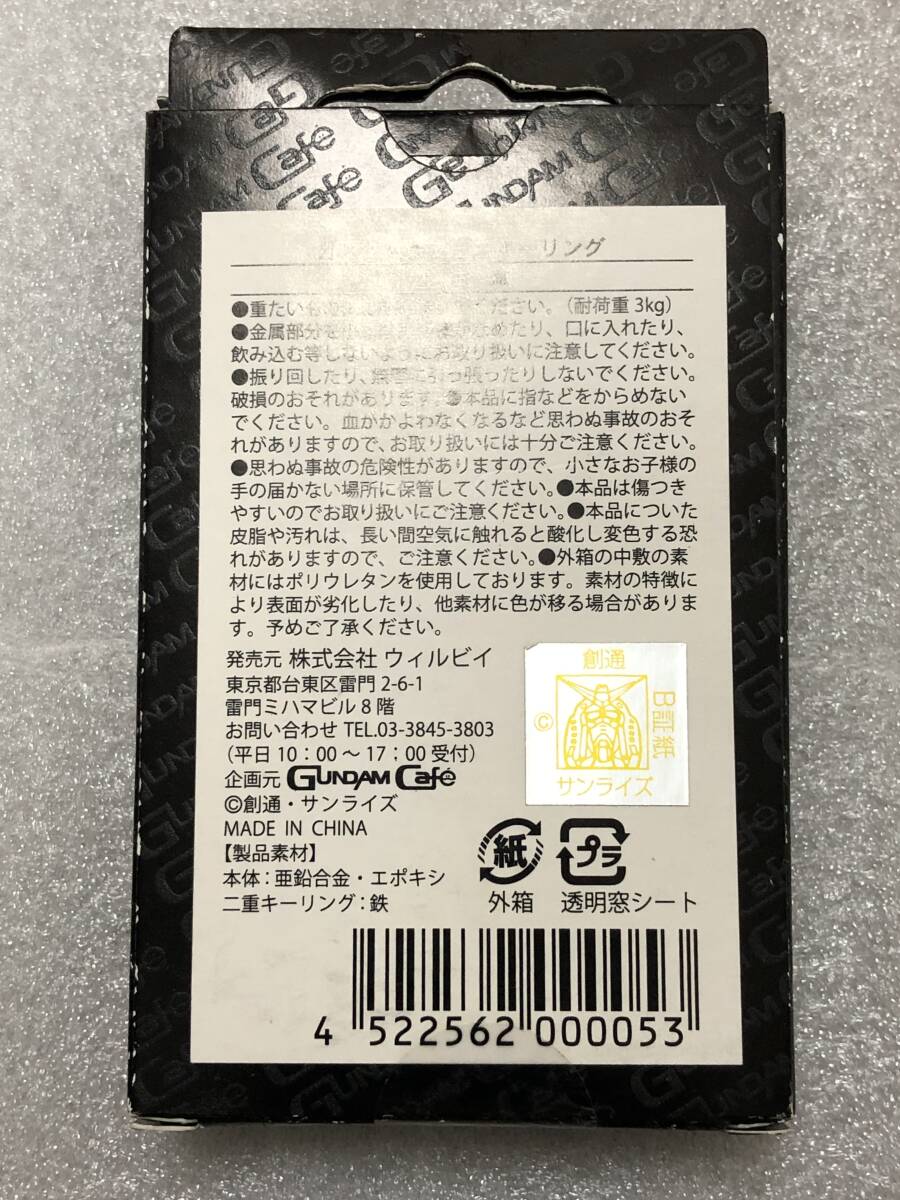 GUNDAM Café
ーリング
●重たい ください。（耐荷重 3kg）
●金属部分を なめたり、口に入れたり、
飲み込む等しないようにお取り扱いに注意してください。
●振り回したり、無理に引っ張ったりしないでください。
破損のおそれがあります。●本品に指などをからめない
でください。血がかよわなくなるなど思わぬ事故のおそ
れがありますので、お取り扱いには十分ご注意ください。
●思わぬ事故の危険性がありますので、小さなお子様の
手の届かない場所に保管してください。●本品は傷つき
やすいのでお取り扱いにご注意ください。●本品についた
皮脂や汚れは、長い間空気に触れると酸化し変色する恐
れがありますので、ご注意ください。●外箱の中敷の素
材にはポリウレタンを使用しております。素材の特徴に
より表面が劣化したり、他素材に色が移る場合がありま
す。予めご了承ください。
発売元 株式会社 ウィルビイ
東京都台東区雷門 2-6-1
雷門ミハマビル 8 階
お問い合わせ TEL.03-3845-3803
（平日 10：00 〜 17；00 受付）
企画元 GUNDAM Café
©創通・サンライズ
MADE IN CHINA
【製品素材】
本体：亜鉛合金・エポキシ
二重キーリング：鉄
創通
©
B証紙
サンライズ
紙
プラ
外箱 透明窓シート
4 522562 000053
GUNDAM Café